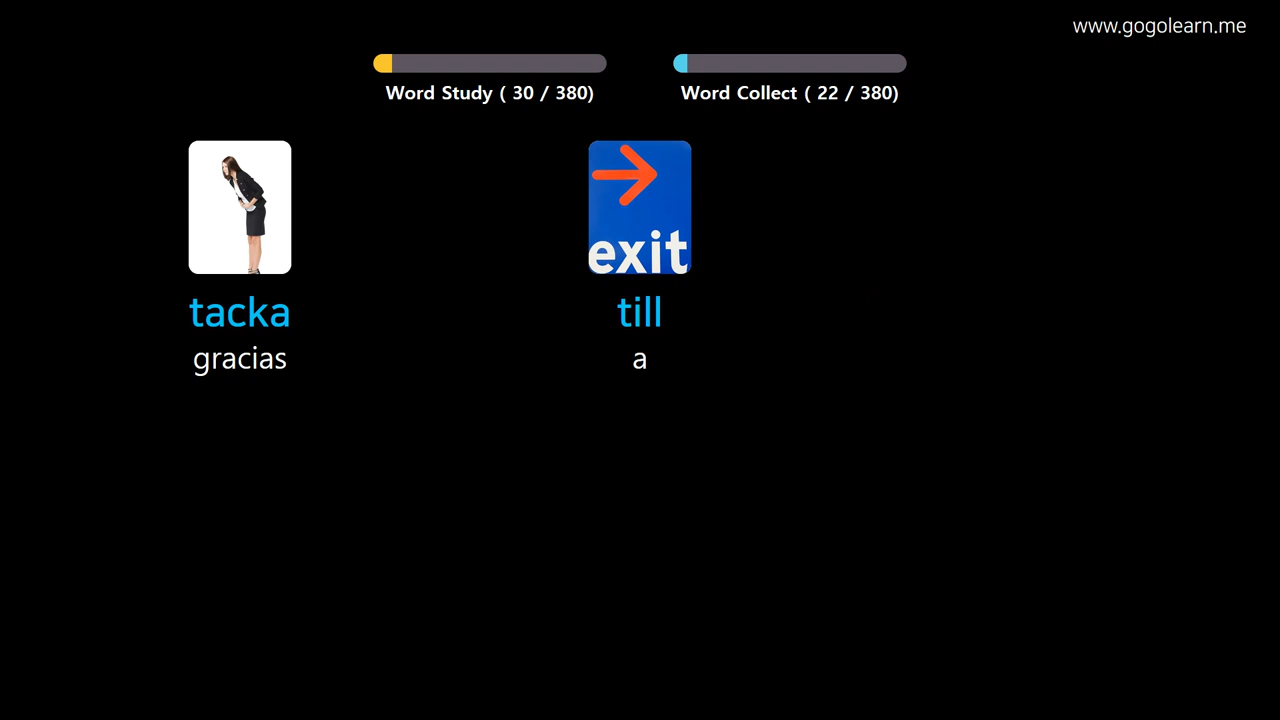 www.gogolearn.me
Word Study ( 30 / 380)
Word Collect ( 22 / 380)
exit
tacka
till
gracias
a